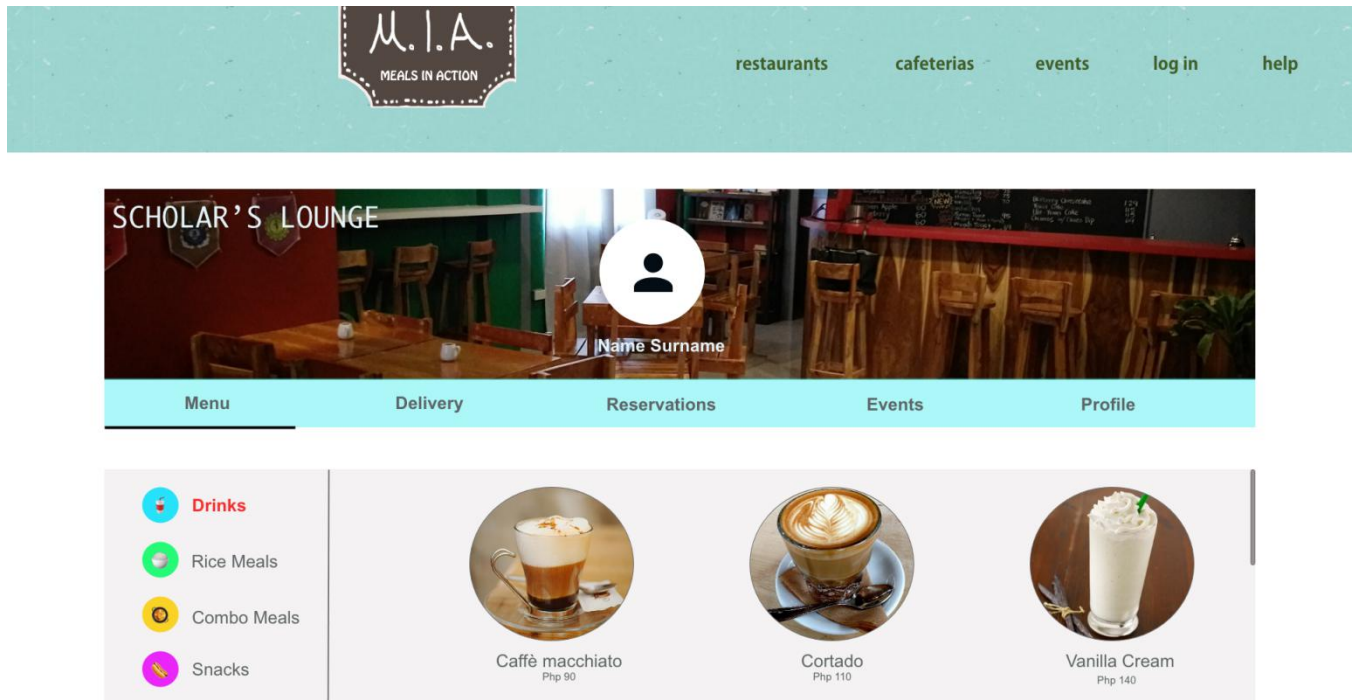 M.I.A.
MEALS IN ACTION
restaurants cafeterias events log in help
SCHOLAR'S LOUNGE
NEW
Name Surname
Menu Delivery Reservations Events Profile
Drinks
Rice Meals
Combo Meals
Snacks
Caffè macchiato Cortado Vanilla Cream
Php 90 Php 110 Php 140